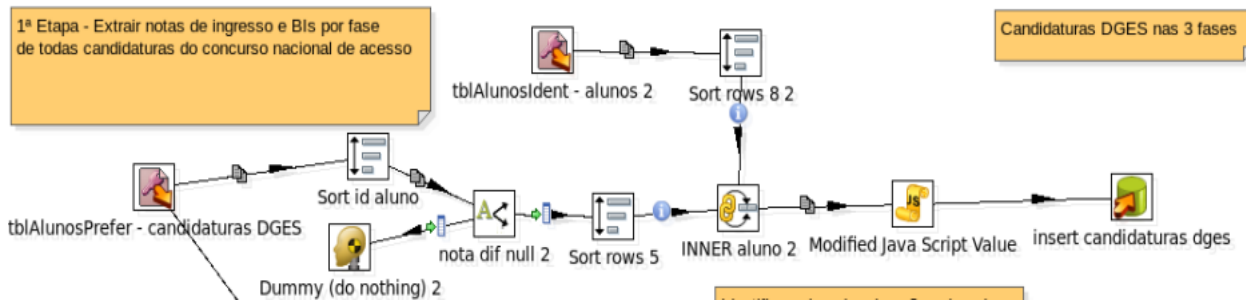 1ª Etapa - Extrair notas de ingresso e BIs por fase
de todas candidaturas do concurso nacional de acesso
Candidaturas DGES nas 3 fases
tblAlunosIdent - alunos 2
Sort rows 8 2
Sort id aluno
tblAlunosPrefer - candidaturas DGES
nota dif null 2
Sort rows 5
INNER aluno 2
Modified Java Script Value
insert candidaturas dges
Dummy (do nothing) 2